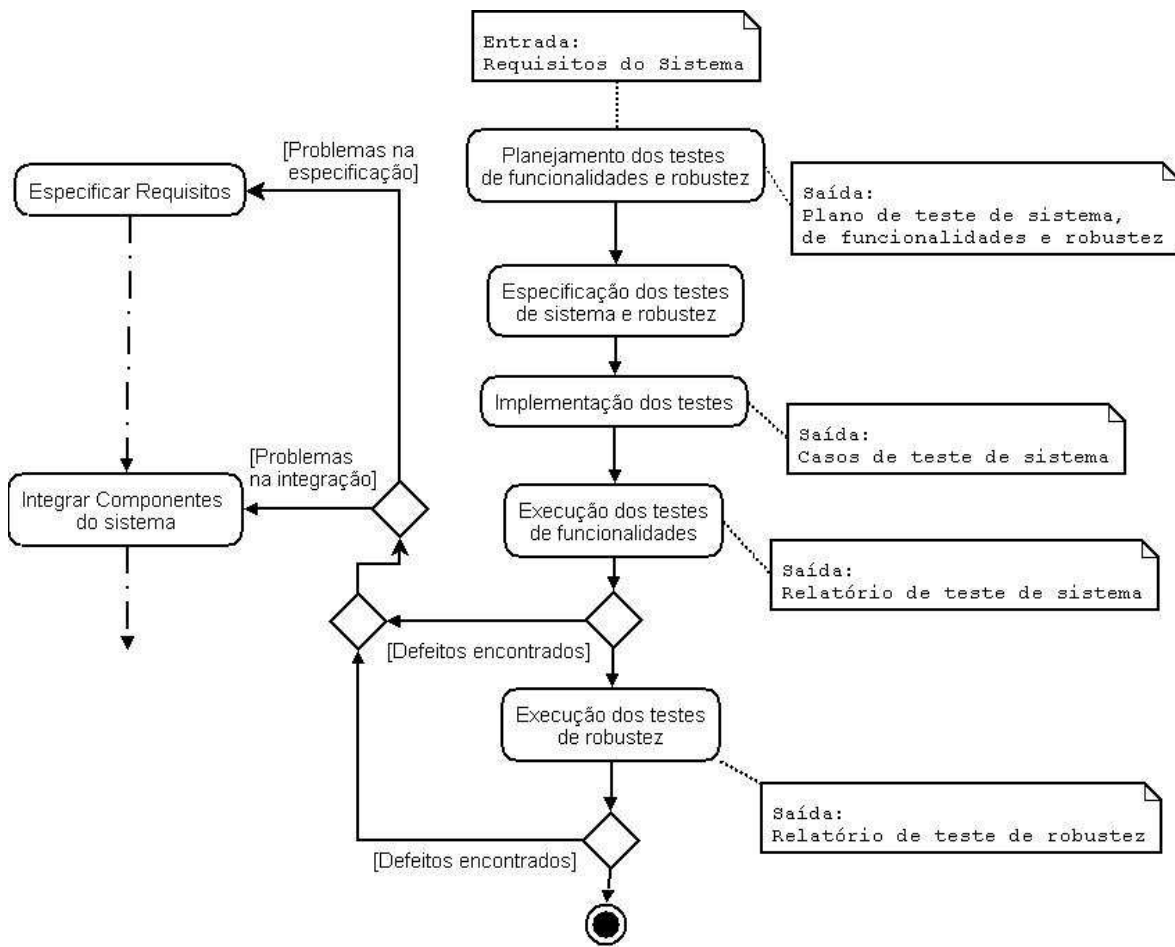 Entrada:
Requisitos do Sistema
Planejamento dos testes
de funcionalidades e robustez
[Problemas na
especificação]
Especificar Requisitos
Saída:
Plano de teste de sistema,
de funcionalidades e robustez
Especificação dos testes
de sistema e robustez
Implementação dos testes
Saída:
Casos de teste de sistema
[Problemas
na integração]
Integrar Componentes
do sistema
Execução dos testes
de funcionalidades
Saída:
Relatório de teste de sistema
[Defeitos encontrados]
Execução dos testes
de robustez
Saída:
Relatório de teste de robustez
[Defeitos encontrados]